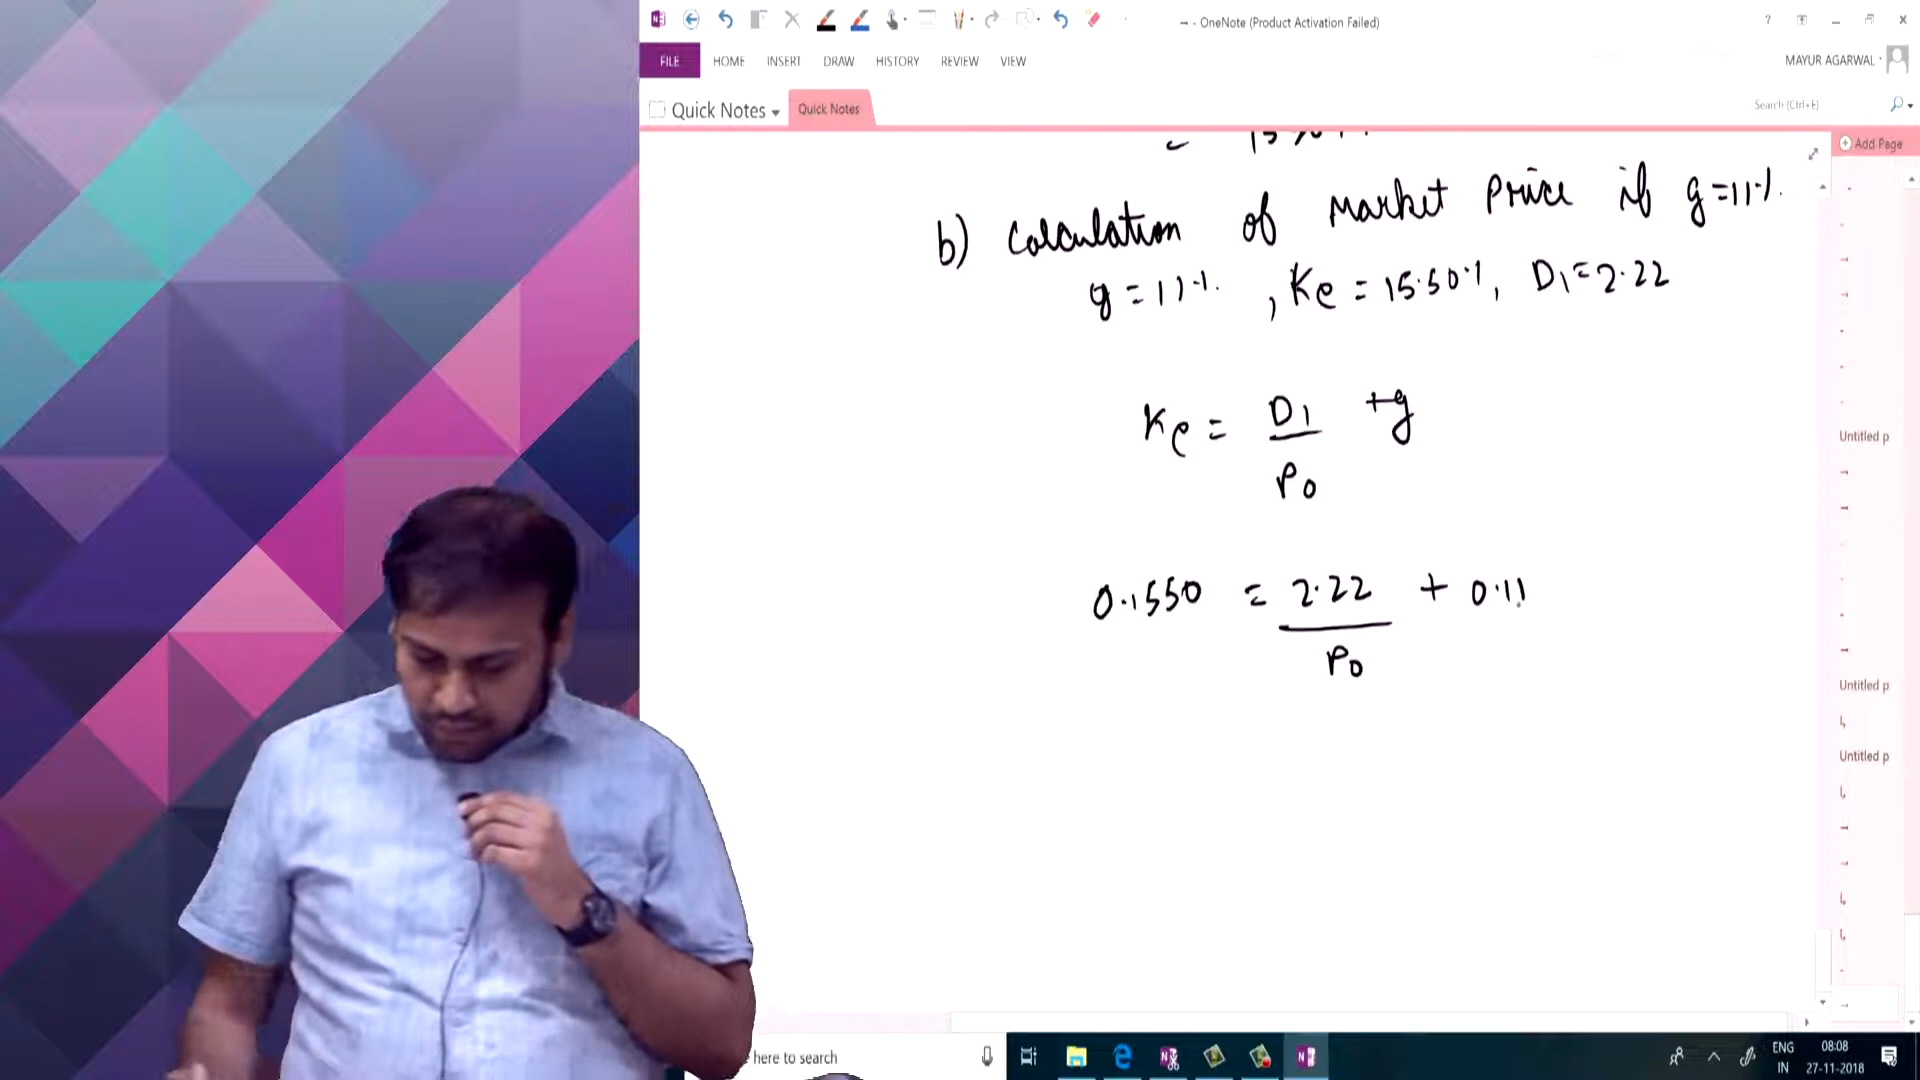 - OneNote (Product Activation Failed)
?
FILE HOME INSERT DRAW HISTORY REVIEW VIEW
MAYUR AGARWAL
Quick Notes
Quick Notes
Search (Ctrl+E)
Add Page
b) Calculation of Market Price if g=11%.
g = 11%. , Ke = 15.50%, D1 = 2.22
Ke = D1 +g
P0
0.1550 = 2.22 + 0.11
P0
Untitled p
Untitled p
Untitled p
here to search
ENG
IN
08:08
27-11-2018